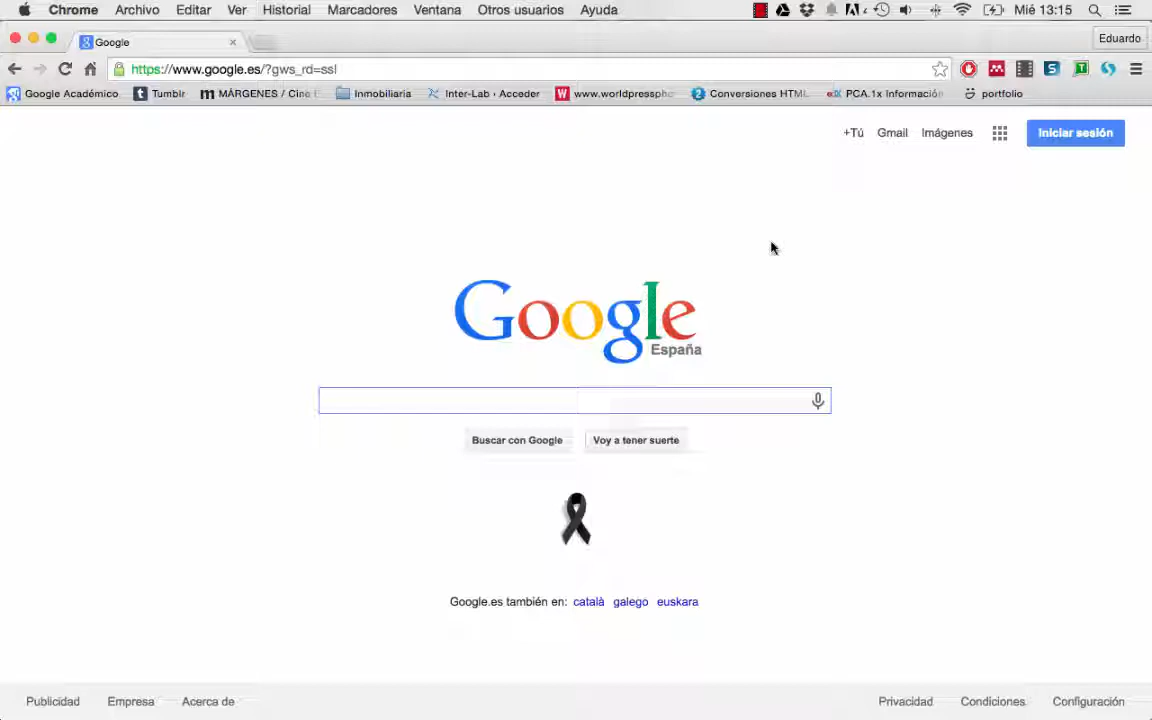 Chrome Archivo Editar Ver Historial Marcadores Ventana Otros usuarios Ayuda Mié 13:15
Google Eduardo
https://www.google.es/?gws_rd=ssl
Google Académico Tumblr MÁRGENES / Cine Inmobiliaria Inter-Lab ‹ Acceder www.worldpresspho Conversiones HTML PCA.1x Información portfolio
+Tú Gmail Imágenes Iniciar sesión
Google
España
Buscar con Google Voy a tener suerte
Google.es también en: català galego euskara
Publicidad Empresa Acerca de Privacidad Condiciones Configuración